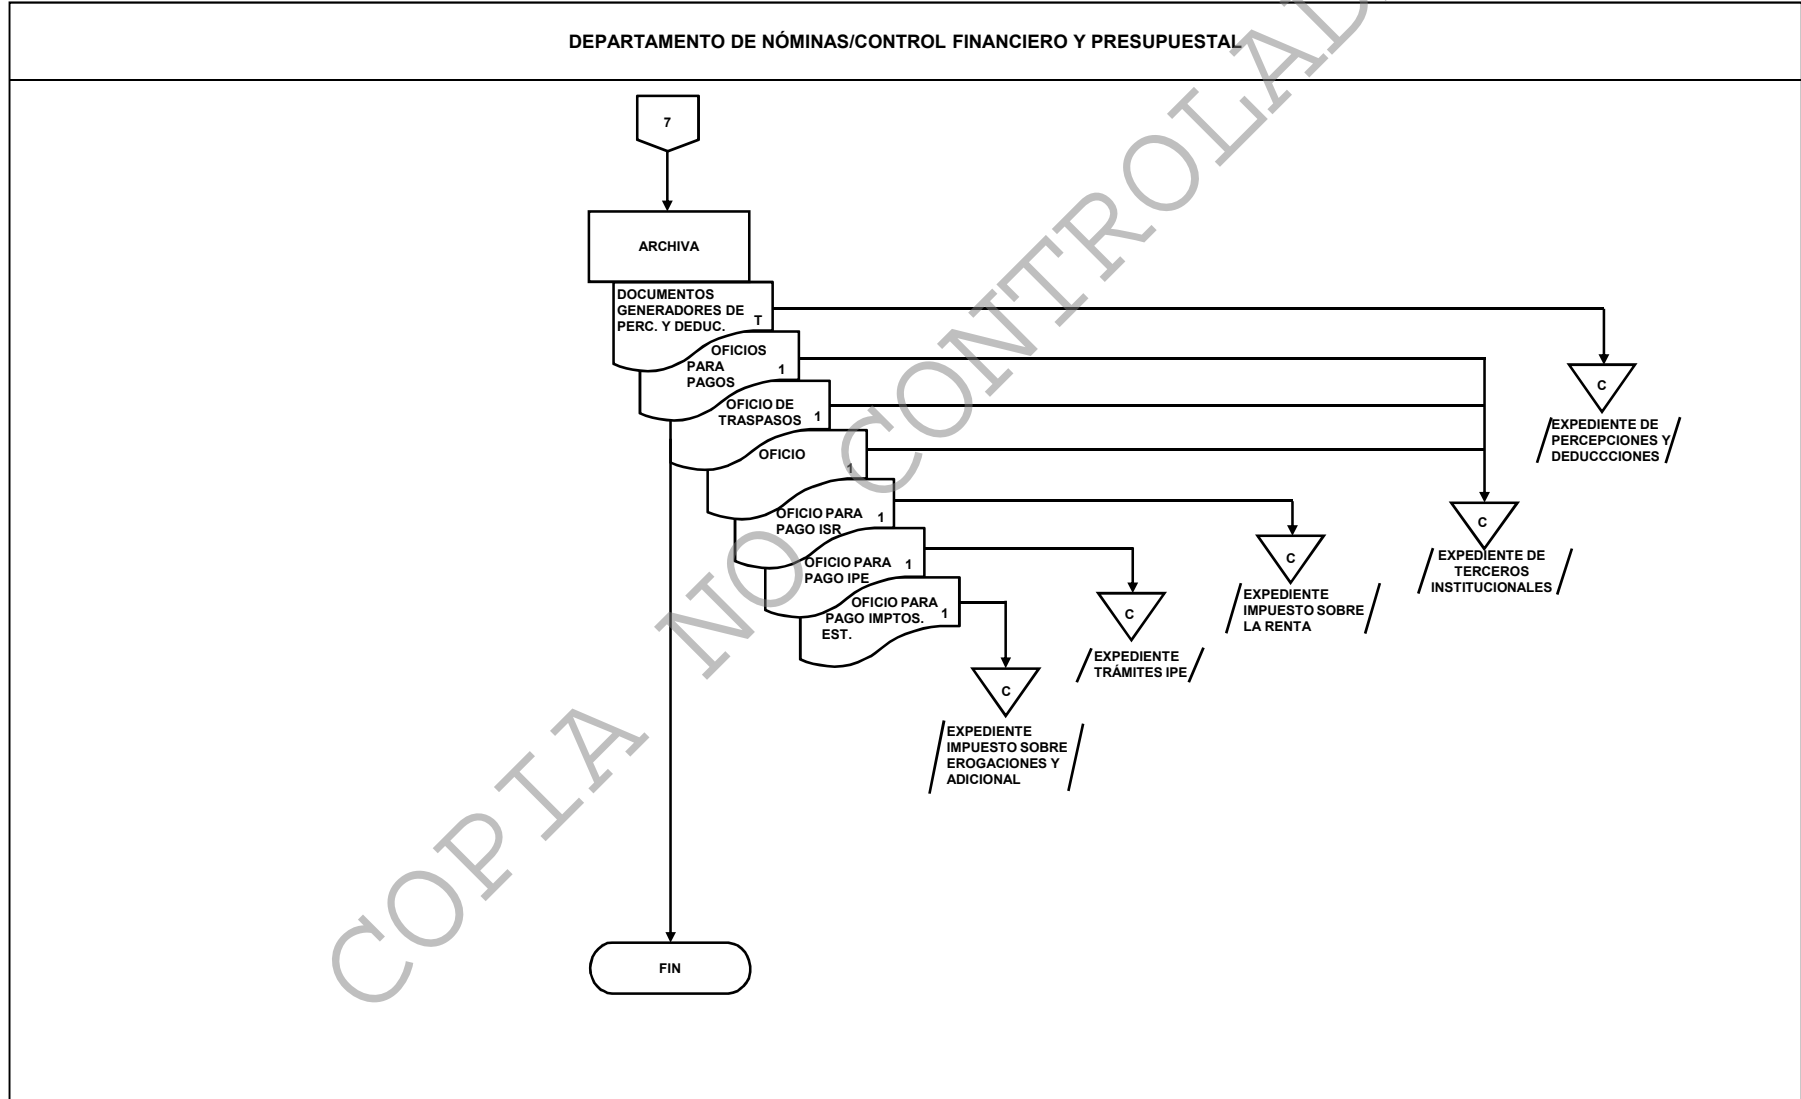 DEPARTAMENTO DE NÓMINAS/CONTROL FINANCIERO Y PRESUPUESTAL
7
ARCHIVA
DOCUMENTOS
GENERADORES DE
PERC. Y DEDUC.
T
OFICIOS
PARA
PAGOS
1
OFICIO DE
TRASPASOS
1
OFICIO
1
OFICIO PARA
PAGO ISR
1
OFICIO PARA
PAGO IPE
1
OFICIO PARA
PAGO IMPTOS.
EST.
1
C
EXPEDIENTE DE
PERCEPCIONES Y
DEDUCCCIONES
C
EXPEDIENTE DE
TERCEROS
INSTITUCIONALES
C
EXPEDIENTE
IMPUESTO SOBRE
LA RENTA
C
EXPEDIENTE
TRÁMITES IPE
C
EXPEDIENTE
IMPUESTO SOBRE
EROGACIONES Y
ADICIONAL
FIN
COPIA NO CONTROLAD